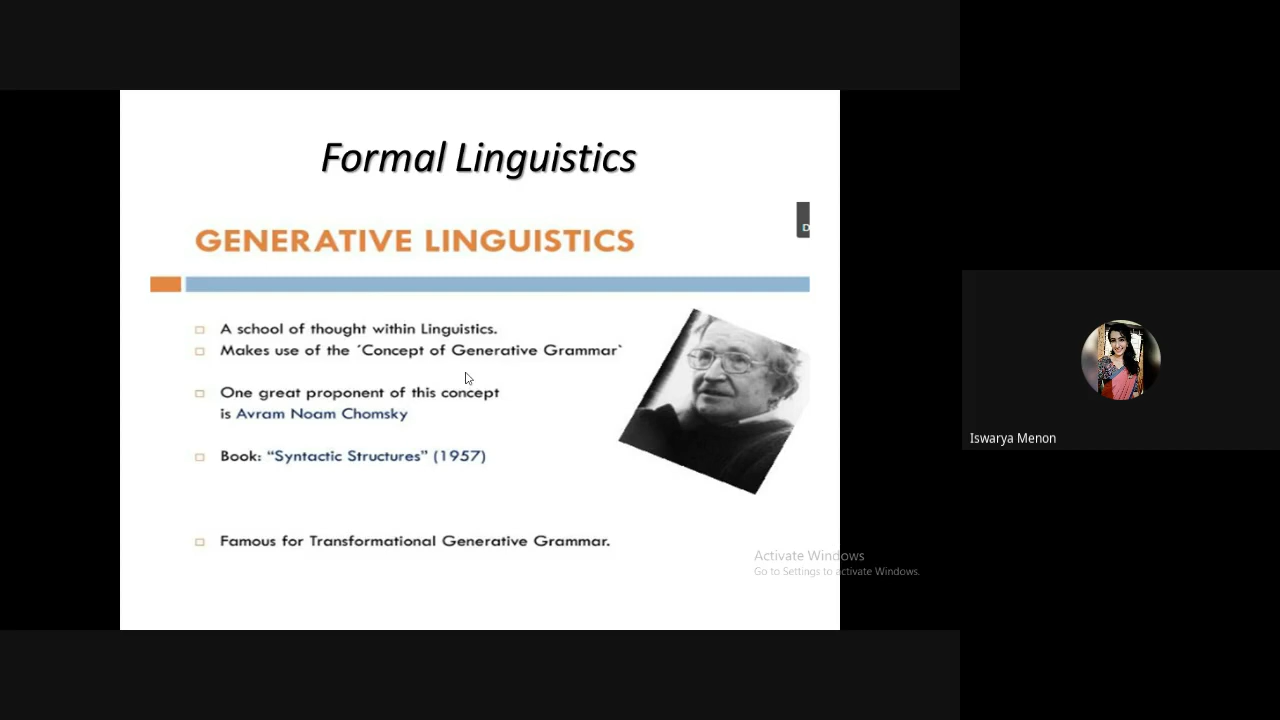 Formal Linguistics
GENERATIVE LINGUISTICS
D
A school of thought within Linguistics.
Makes use of the ´Concept of Generative Grammar`
One great proponent of this concept
is Avram Noam Chomsky
Book: “Syntactic Structures” (1957)
Famous for Transformational Generative Grammar.
Activate Windows
Go to Settings to activate Windows.
Iswarya Menon